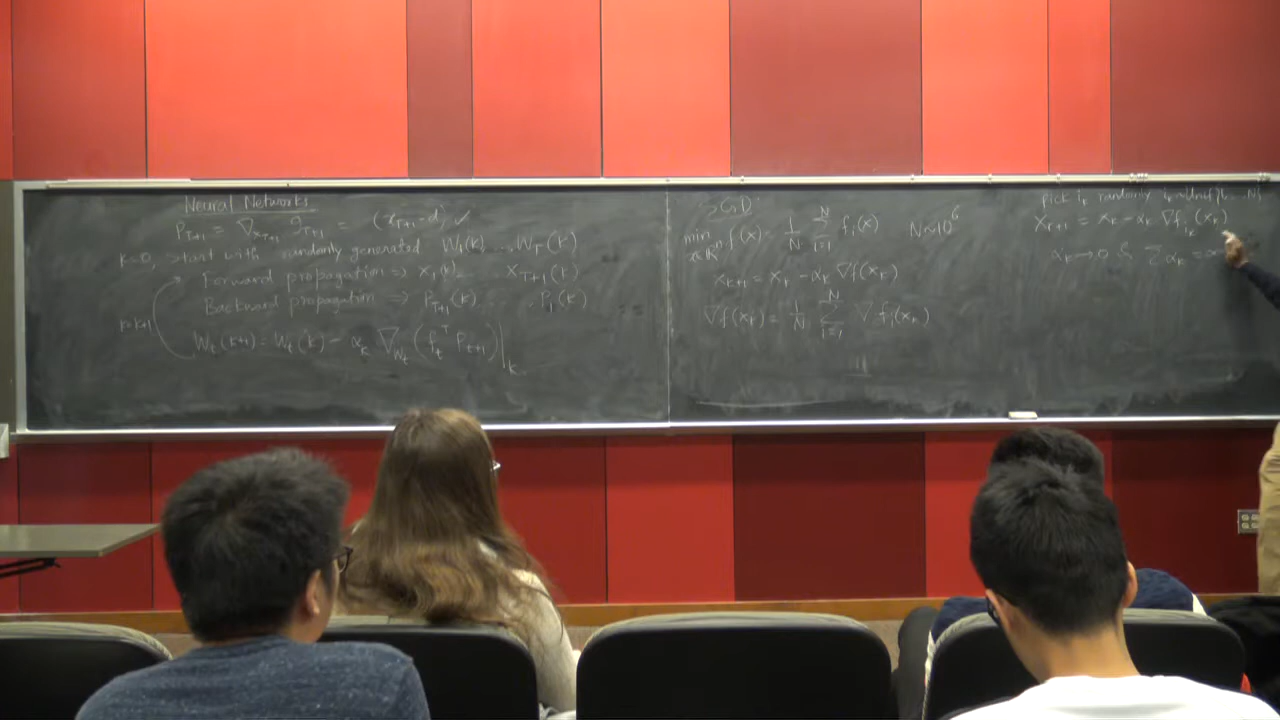 Neural Networks
P_{T+1} = ∇_{x_{T+1}} g_{T+1} = (x_{T+1} - d) ✓
k=0, Start with randomly generated W_1(k) ... W_T(k)
Forward propagation ⇒ x_1(k) ... x_{T+1}(k)
Backward propagation ⇒ P_{T+1}(k) ... P_1(k)
k=k+1
W_t(k+1) = W_t(k) - α_k ∇_{W_t} (f_t^T P_{t+1}) |_k
SGD
min_{x∈ℝ^n} f(x) = 1/N Σ_{i=1}^N f_i(x) N~10^6
x_{k+1} = x_k - α_k ∇f(x_k)
∇f(x_k) = 1/N Σ_{i=1}^N ∇f_i(x_k)
Pick i_k randomly
x_{k+1} = x_k - α_k ∇f_{i_k}(x_k)
α_k → 0 & Σ α_k = ∞